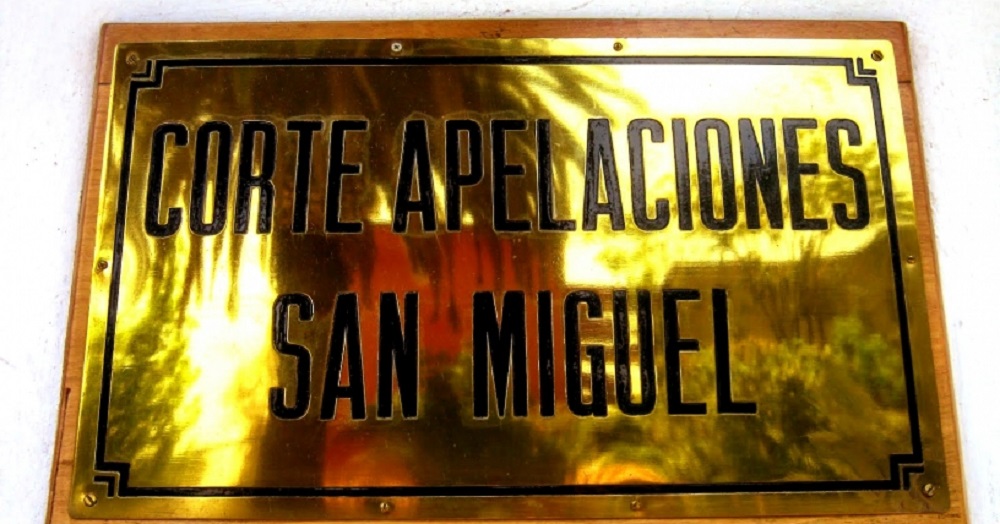 CORTE APELACIONES
SAN MIGUEL